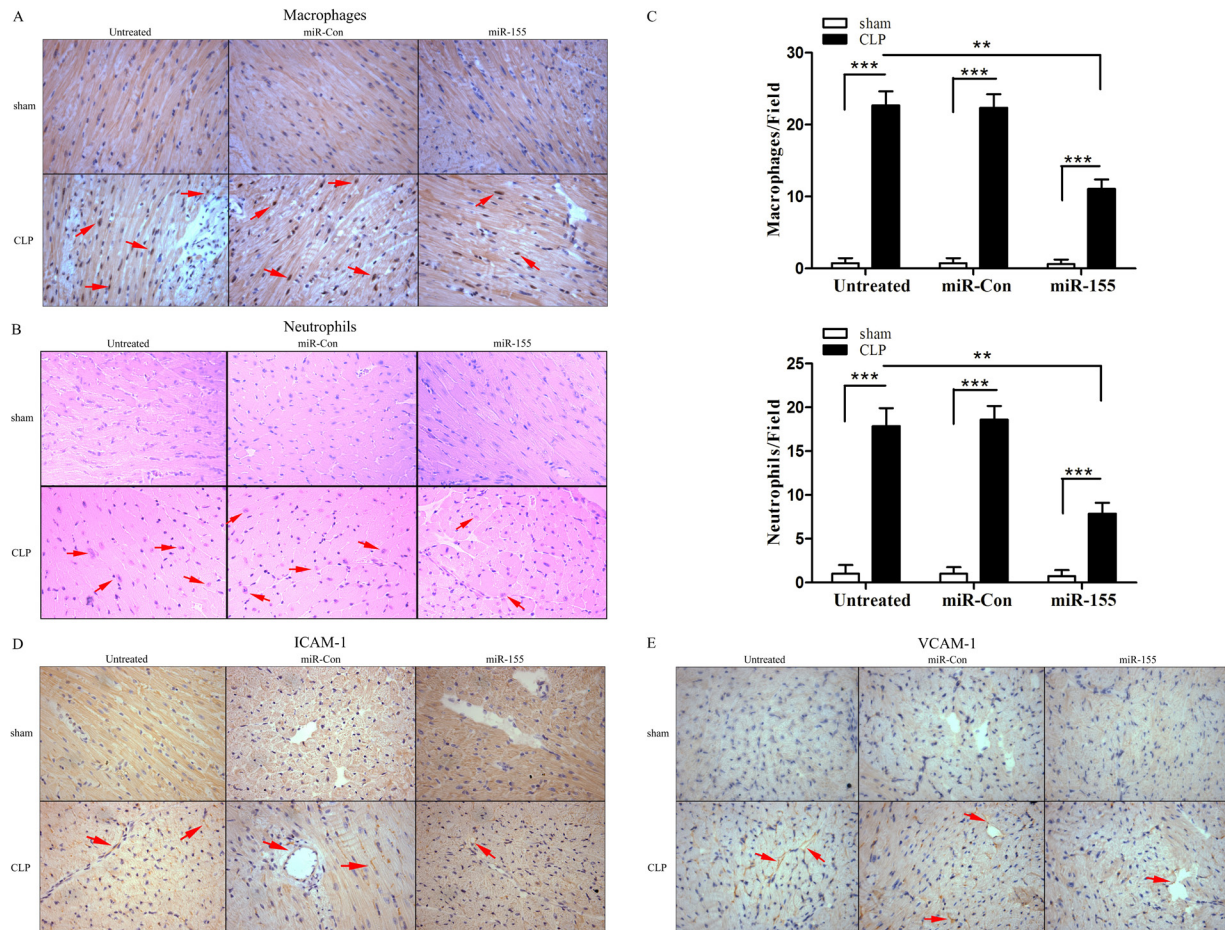 A
Macrophages
Untreated
miR-Con
miR-155
sham
CLP
B
Neutrophils
Untreated
miR-Con
miR-155
sham
CLP
C
sham
CLP
Macrophages/Field
30
20
10
0
***
***
***
**
Untreated
miR-Con
miR-155
sham
CLP
Neutrophils/Field
25
20
15
10
5
0
***
***
***
**
Untreated
miR-Con
miR-155
D
ICAM-1
Untreated
miR-Con
miR-155
sham
CLP
E
VCAM-1
Untreated
miR-Con
miR-155
sham
CLP